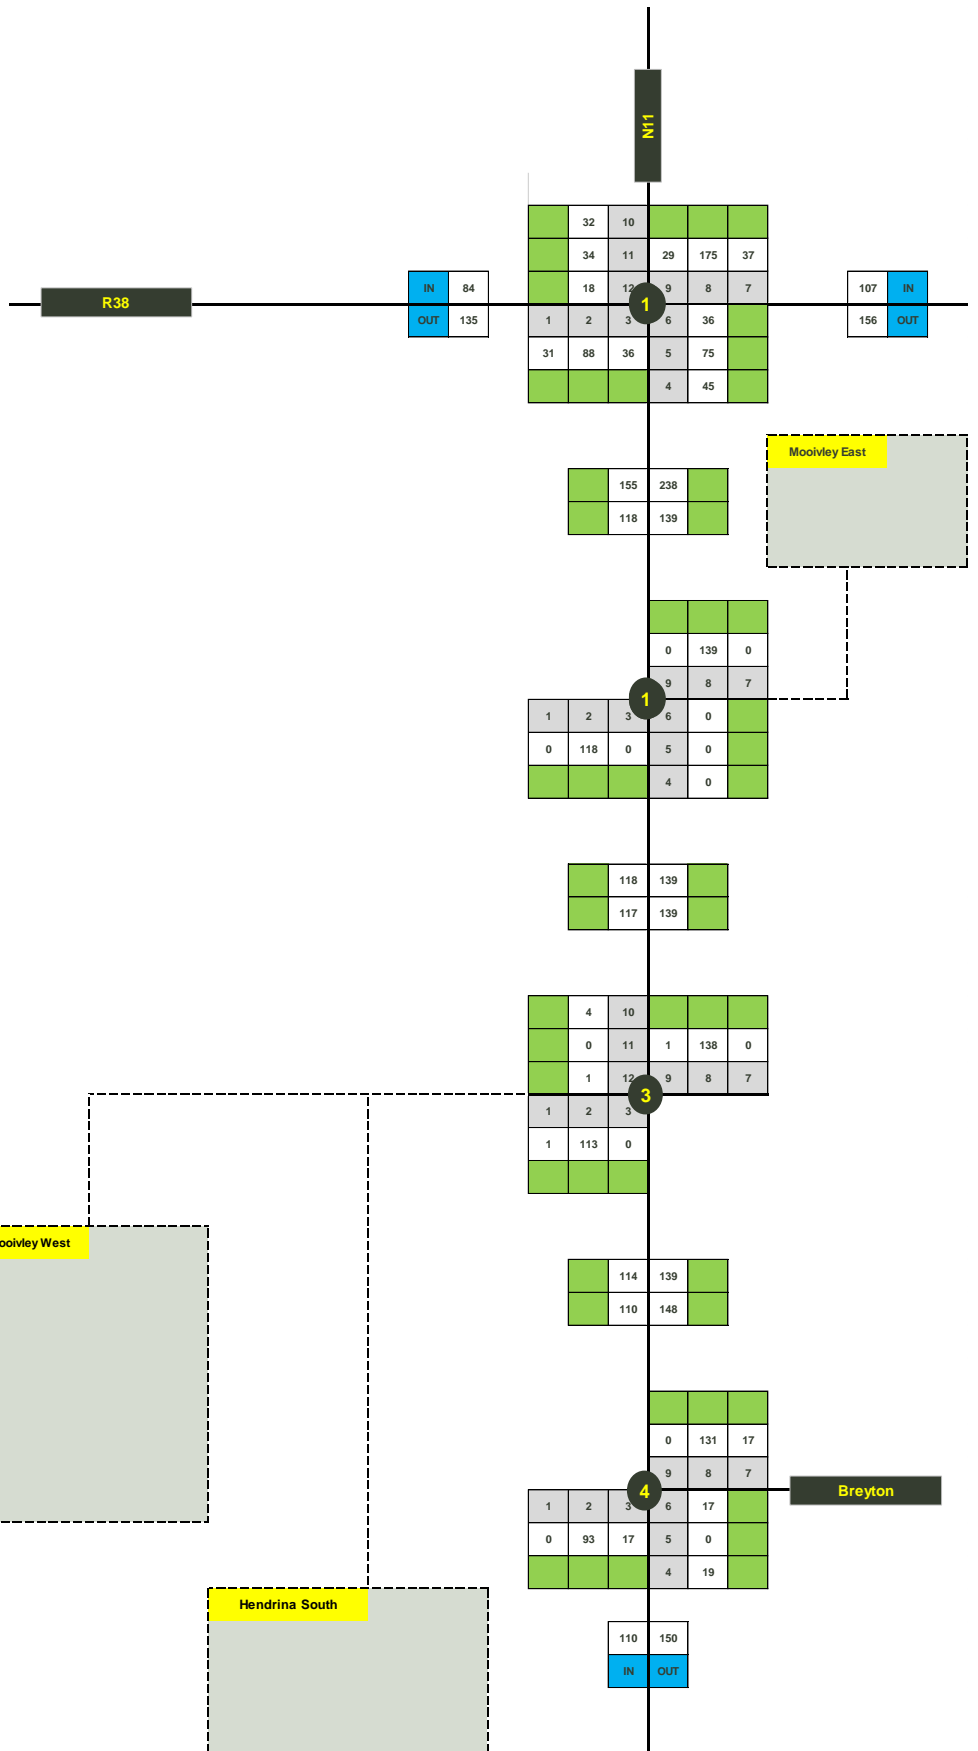 N11
32 10
34 11 29 175 37
IN 84 18 12 9 8 7 107 IN
R38
1
OUT 135 1 2 3 6 36 156 OUT
31 88 36 5 75
4 45
Mooivley East
155 238
118 139
0 139 0
9 8 7
1
1 2 3 6 0
0 118 0 5 0
4 0
118 139
117 139
4 10
0 11 1 138 0
1 12 9 8 7
3
1 2 3
1 113 0
ooivley West
114 139
110 148
0 131 17
9 8 7
4
Breyton
1 2 3 6 17
0 93 17 5 0
4 19
Hendrina South
110 150
IN OUT